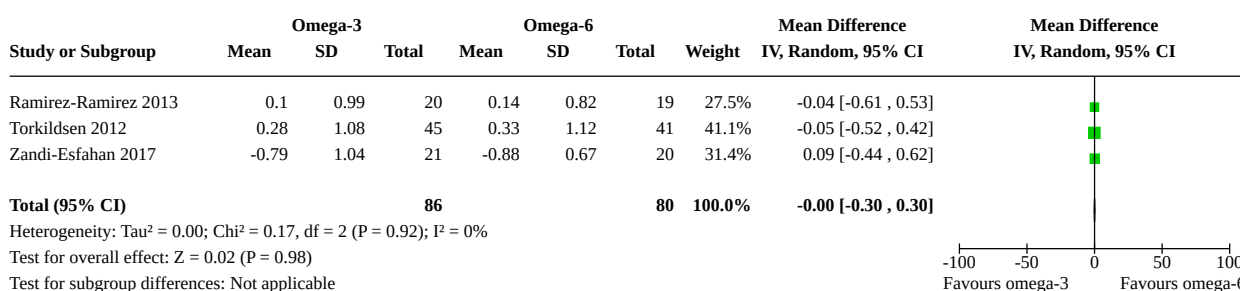 Omega-3 Omega-6 Mean Difference Mean Difference
Study or Subgroup Mean SD Total Mean SD Total Weight IV, Random, 95% CI IV, Random, 95% CI
Ramirez-Ramirez 2013 0.1 0.99 20 0.14 0.82 19 27.5% -0.04 [-0.61 , 0.53]
Torkildsen 2012 0.28 1.08 45 0.33 1.12 41 41.1% -0.05 [-0.52 , 0.42]
Zandi-Esfahan 2017 -0.79 1.04 21 -0.88 0.67 20 31.4% 0.09 [-0.44 , 0.62]
Total (95% CI) 86 80 100.0% -0.00 [-0.30 , 0.30]
Heterogeneity: Tau² = 0.00; Chi² = 0.17, df = 2 (P = 0.92); I² = 0%
Test for overall effect: Z = 0.02 (P = 0.98) -100 -50 0 50 100
Test for subgroup differences: Not applicable Favours omega-3 Favours omega-6